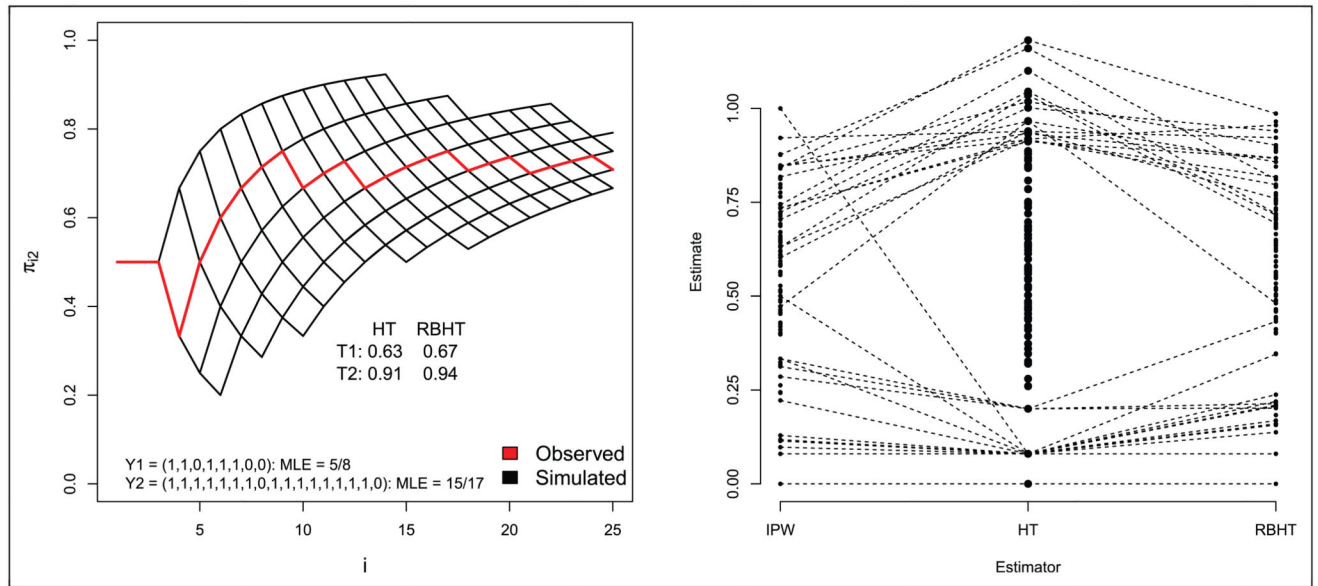 1.0
0.8
0.6
0.4
0.2
0.0
πi2
HT RBHT
T1: 0.63 0.67
T2: 0.91 0.94
Observed
Simulated
Y1 = (1,1,0,1,1,1,0,0): MLE = 5/8
Y2 = (1,1,1,1,1,1,1,0,1,1,1,1,1,1,1,1,0): MLE = 15/17
5 10 15 20 25
i
1.00
0.75
0.50
0.25
0.00
Estimate
IPW HT RBHT
Estimator